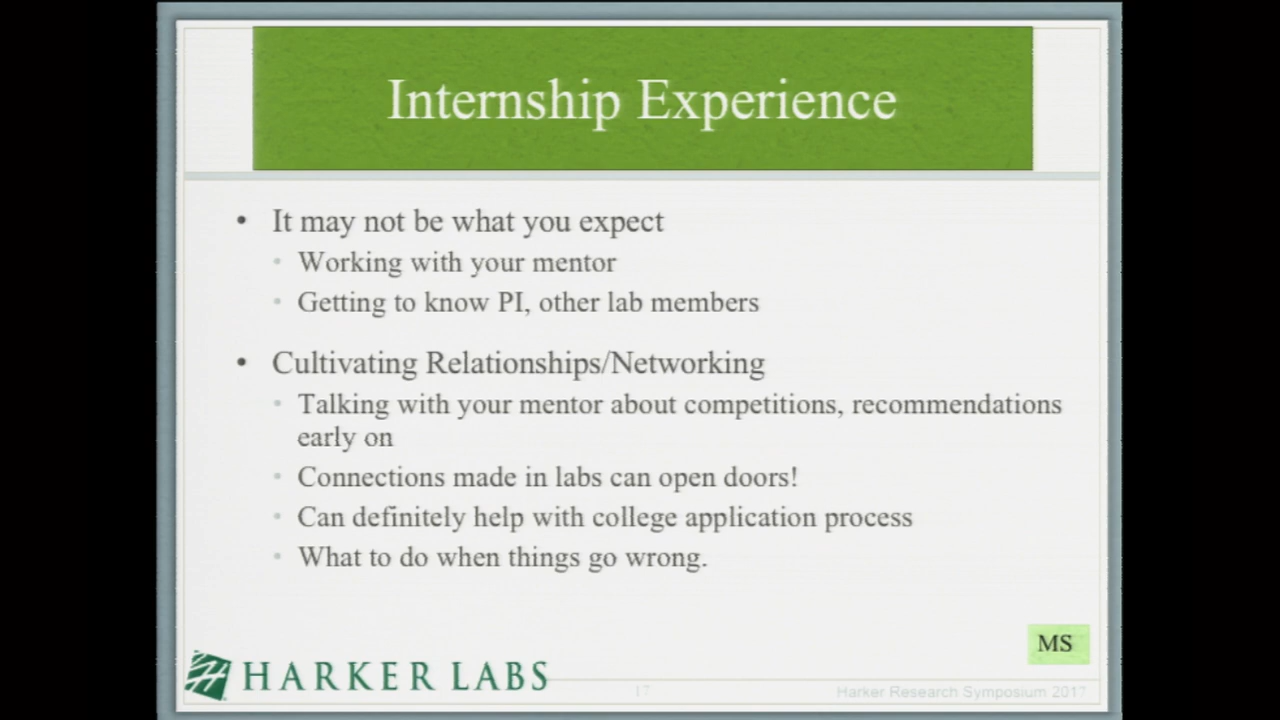 Internship Experience
• It may not be what you expect
• Working with your mentor
• Getting to know PI, other lab members
• Cultivating Relationships/Networking
• Talking with your mentor about competitions, recommendations
early on
• Connections made in labs can open doors!
• Can definitely help with college application process
• What to do when things go wrong.
MS
HARKER LABS
17
Harker Research Symposium 2017